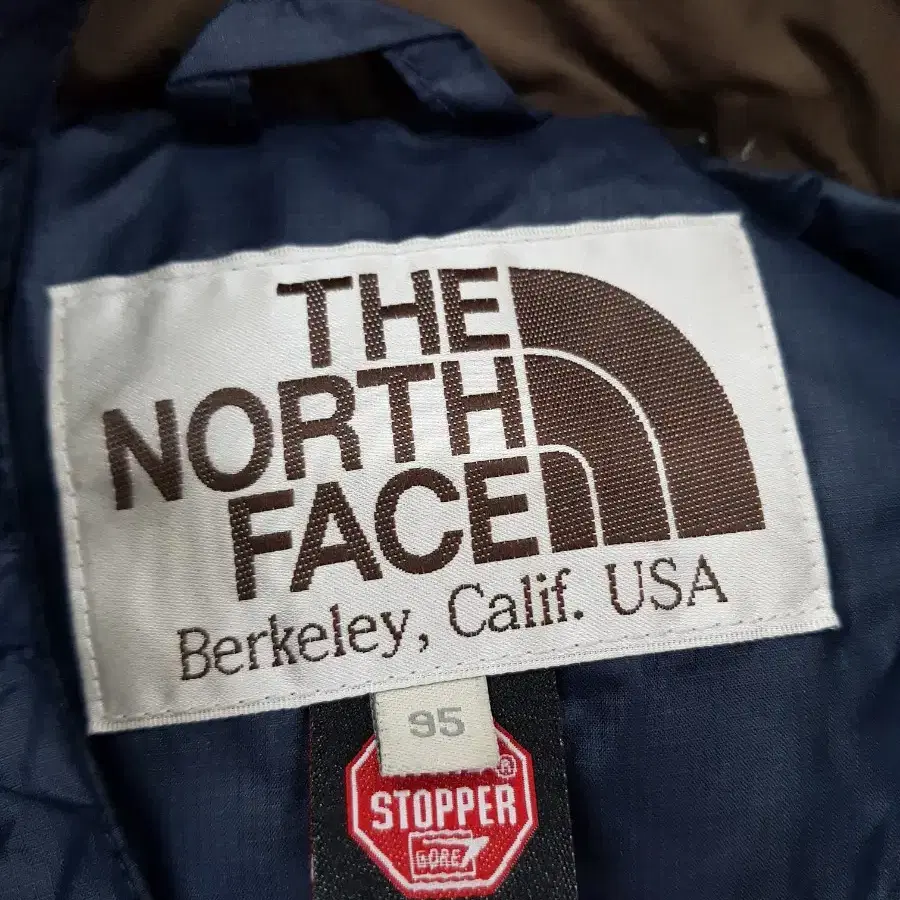 THE
NORTH
FACE
Berkeley, Calif. USA
95
®
STOPPER
GORE